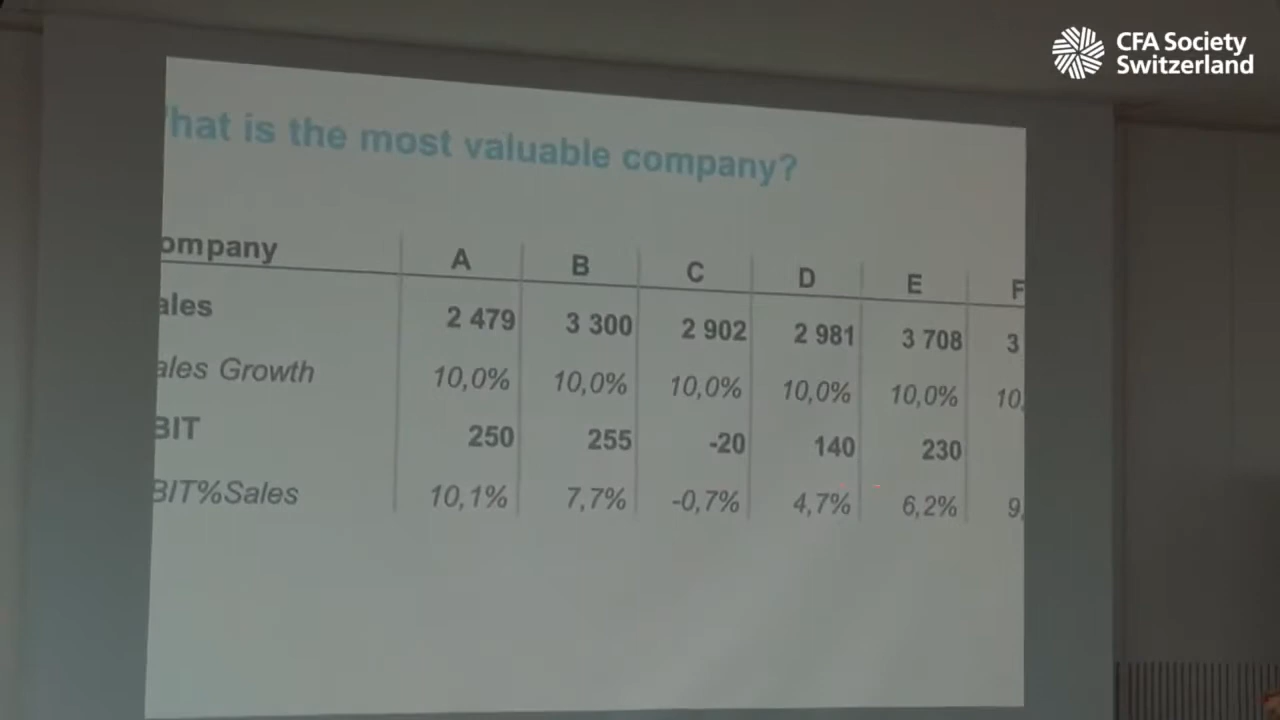 CFA Society
Switzerland
hat is the most valuable company?
ompany A B C D E F
ales 2 479 3 300 2 902 2 981 3 708 3
ales Growth 10,0% 10,0% 10,0% 10,0% 10,0% 10,
BIT 250 255 -20 140 230
BIT%Sales 10,1% 7,7% -0,7% 4,7% 6,2% 9,